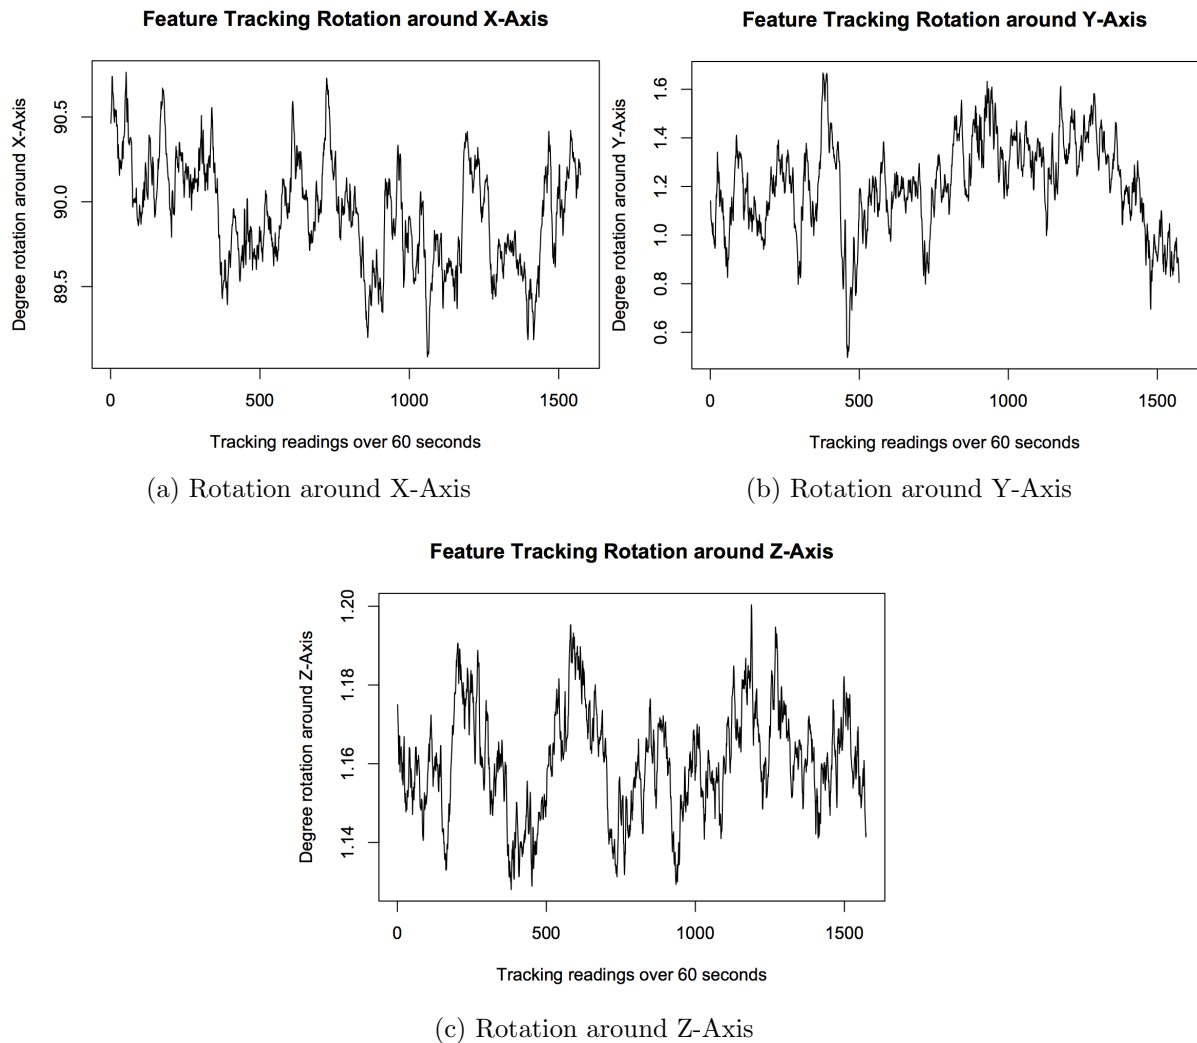 Feature Tracking Rotation around X-Axis
Degree rotation around X-Axis
90.5
90.0
89.5
0 500 1000 1500
Tracking readings over 60 seconds
(a) Rotation around X-Axis
Feature Tracking Rotation around Y-Axis
Degree rotation around Y-Axis
1.6
1.4
1.2
1.0
0.8
0.6
0 500 1000 1500
Tracking readings over 60 seconds
(b) Rotation around Y-Axis
Feature Tracking Rotation around Z-Axis
Degree rotation around Z-Axis
1.20
1.18
1.16
1.14
0 500 1000 1500
Tracking readings over 60 seconds
(c) Rotation around Z-Axis